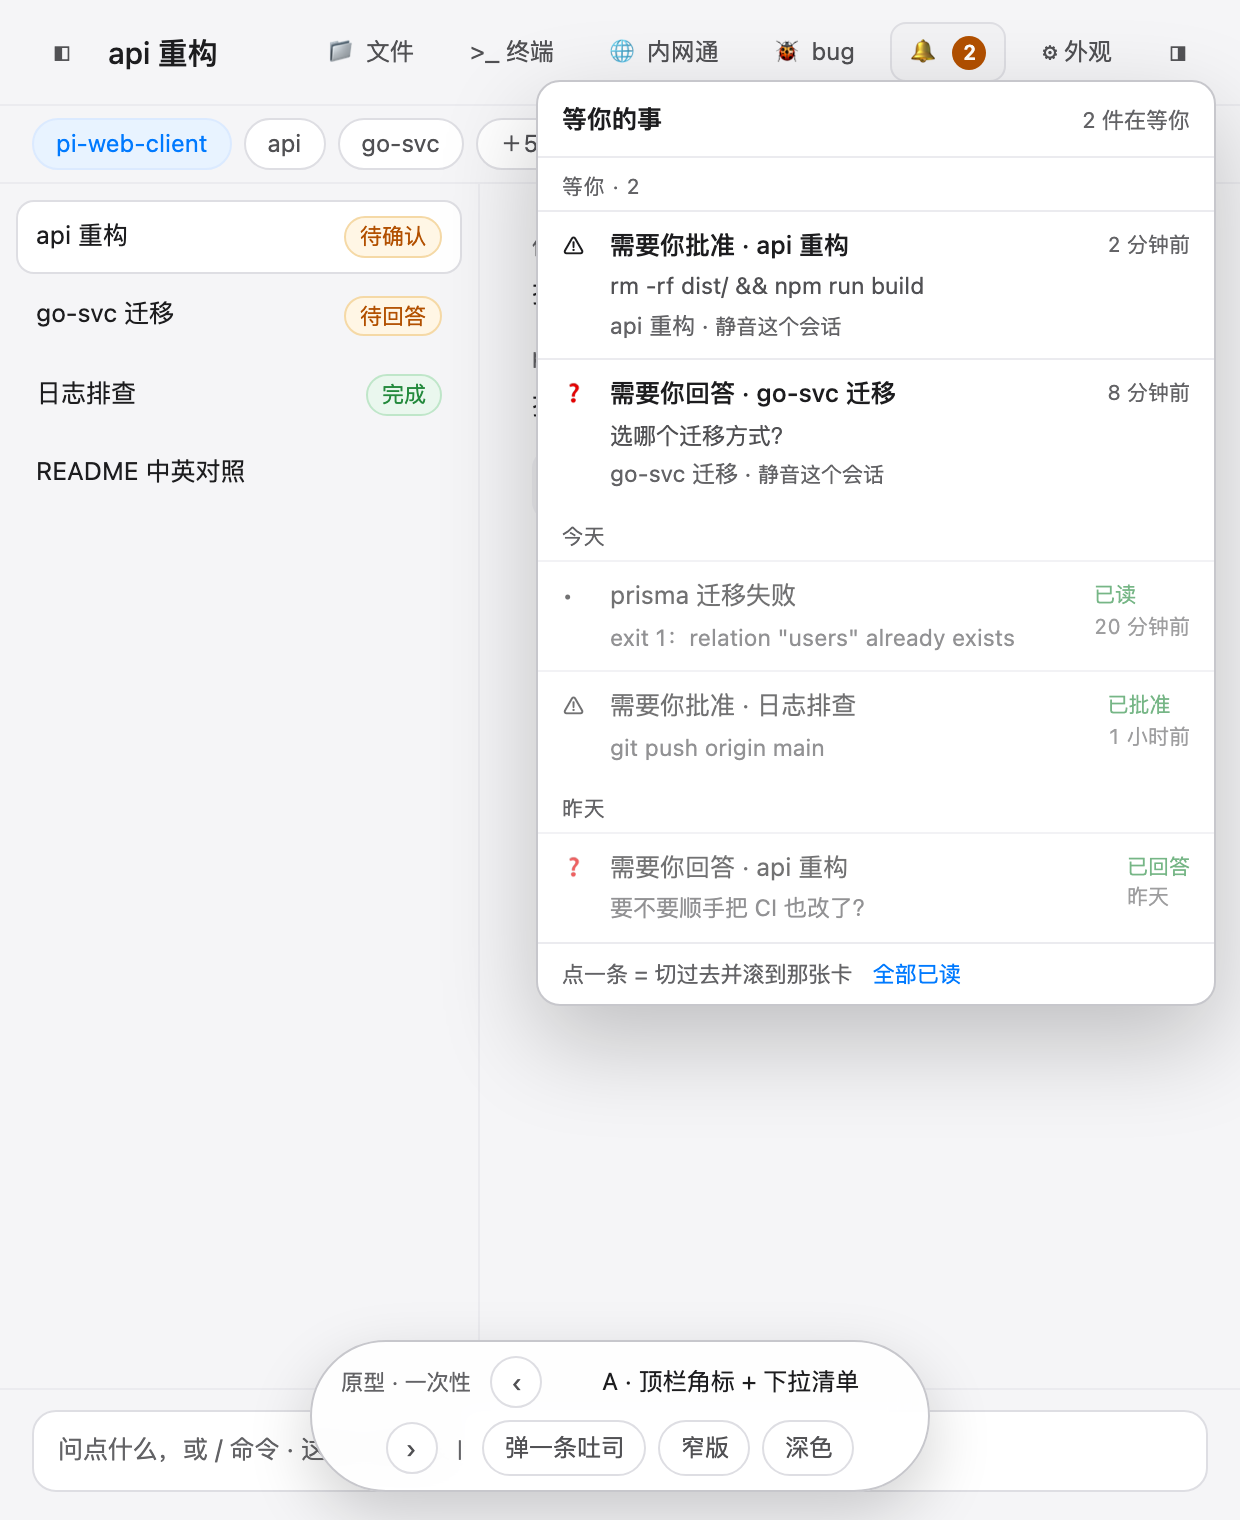 api 重构
文件
>_ 终端
内网通
bug
2
外观
pi-web-client
api
go-svc
+5
等你的事
2 件在等你
等你 · 2
api 重构
待确认
go-svc 迁移
待回答
日志排查
完成
README 中英对照
需要你批准 · api 重构
2 分钟前
rm -rf dist/ && npm run build
api 重构 · 静音这个会话
需要你回答 · go-svc 迁移
8 分钟前
选哪个迁移方式?
go-svc 迁移 · 静音这个会话
今天
prisma 迁移失败
已读
exit 1: relation "users" already exists
20 分钟前
需要你批准 · 日志排查
已批准
git push origin main
1 小时前
昨天
需要你回答 · api 重构
已回答
要不要顺手把 CI 也改了?
昨天
点一条 = 切过去并滚到那张卡 全部已读
原型 · 一次性
‹
A · 顶栏角标 + 下拉清单
›
|
弹一条吐司
窄版
深色
问点什么，或 / 命令 · 这